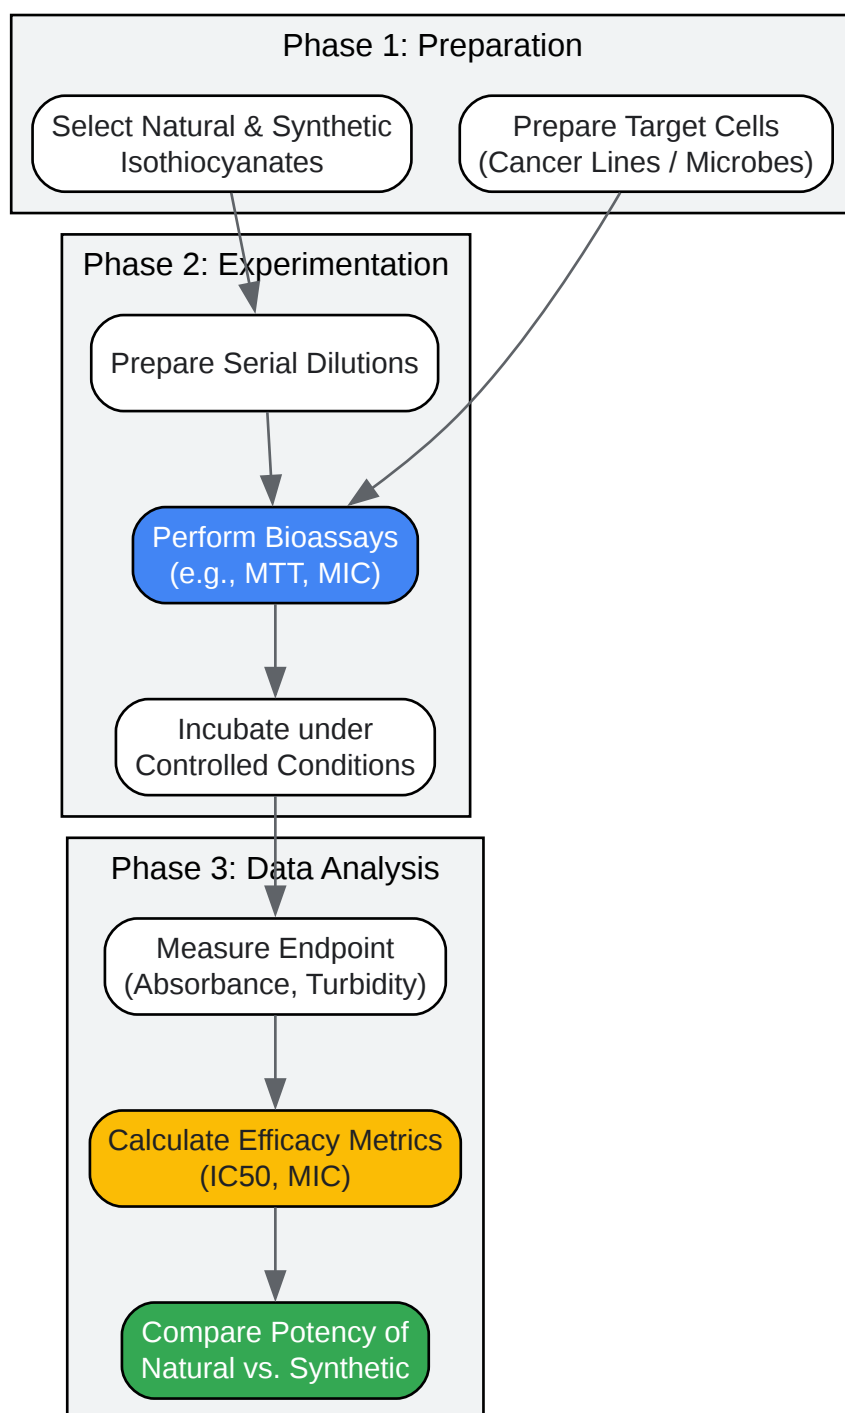 Phase 1: Preparation
Select Natural & Synthetic
Isothiocyanates
Prepare Target Cells
(Cancer Lines / Microbes)
Phase 2: Experimentation
Prepare Serial Dilutions
Perform Bioassays
(e.g., MTT, MIC)
Incubate under
Controlled Conditions
Phase 3: Data Analysis
Measure Endpoint
(Absorbance, Turbidity)
Calculate Efficacy Metrics
(IC50, MIC)
Compare Potency of
Natural vs. Synthetic